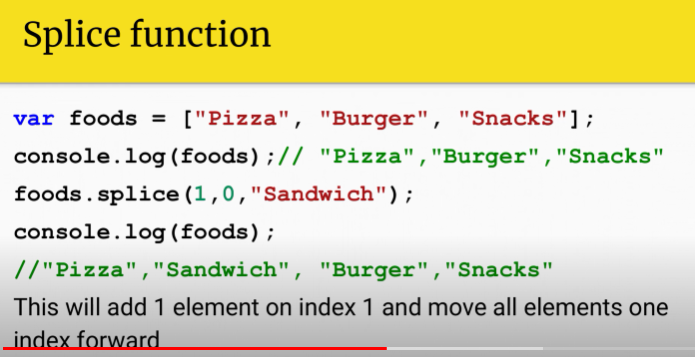 Splice function
var foods = ["Pizza", "Burger", "Snacks"];
console.log(foods);// "Pizza","Burger","Snacks"
foods.splice(1,0,"Sandwich");
console.log(foods);
//"Pizza","Sandwich", "Burger","Snacks"
This will add 1 element on index 1 and move all elements one
index forward